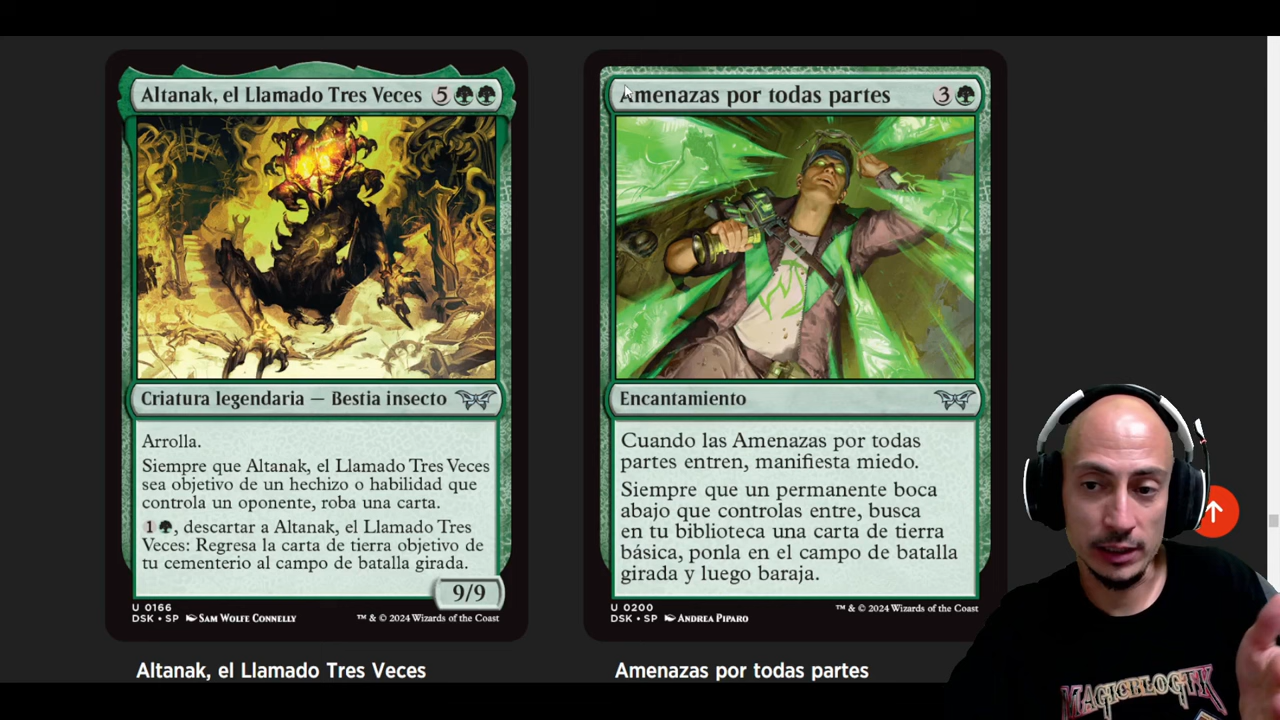 Altanak, el Llamado Tres Veces 5
Criatura legendaria — Bestia insecto
Arrolla.
Siempre que Altanak, el Llamado Tres Veces
sea objetivo de un hechizo o habilidad que
controla un oponente, roba una carta.
1 , descartar a Altanak, el Llamado Tres
Veces: Regresa la carta de tierra objetivo de
tu cementerio al campo de batalla girada.
9/9
U 0166
DSK • SP Sam Wolfe Connelly
™ & © 2024 Wizards of the Coast
Altanak, el Llamado Tres Veces
Amenazas por todas partes 3
Encantamiento
Cuando las Amenazas por todas
partes entren, manifiesta miedo.
Siempre que un permanente boca
abajo que controlas entre, busca
en tu biblioteca una carta de tierra
básica, ponla en el campo de batalla
girada y luego baraja.
U 0200
DSK • SP Andrea Piparo
™ & © 2024 Wizards of the Coast
Amenazas por todas partes
MAGICBLOGTK